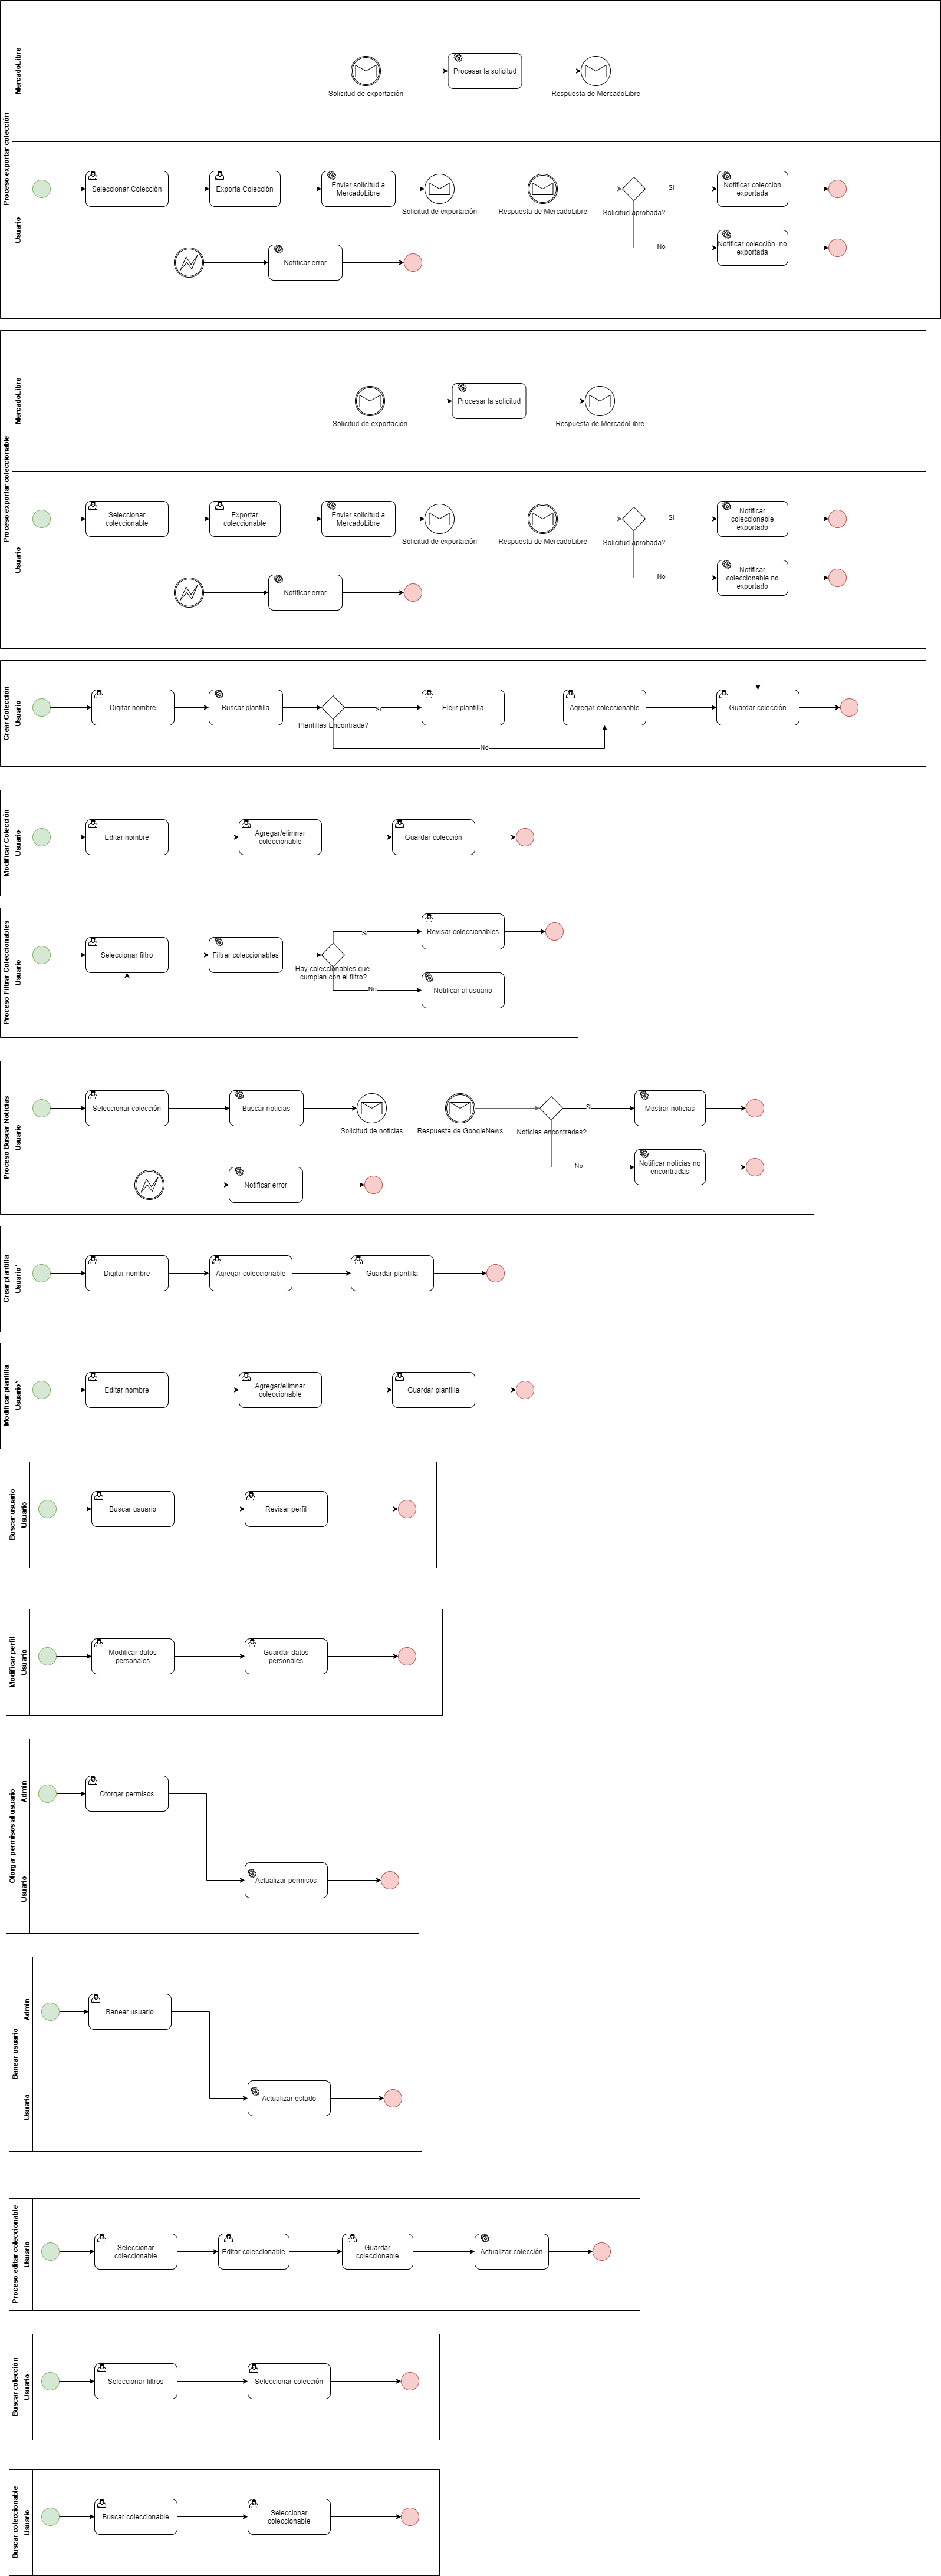 Proceso exportar colección
MercadoLibre
Solicitud de exportación
Procesar la solicitud
Respuesta de MercadoLibre
Usuario
Seleccionar Colección
Exporta Colección
Enviar solicitud a
MercadoLibre
Solicitud de exportación
Respuesta de MercadoLibre
Solicitud aprobada?
Si
Notificar colección
exportada
No
Notificar colección no
exportada
Notificar error
Proceso exportar coleccionable
MercadoLibre
Solicitud de exportación
Procesar la solicitud
Respuesta de MercadoLibre
Usuario
Seleccionar
coleccionable
Exportar
coleccionable
Enviar solicitud a
MercadoLibre
Solicitud de exportación
Respuesta de MercadoLibre
Solicitud aprobada?
Si
Notificar
coleccionable
exportado
No
Notificar
coleccionable no
exportado
Notificar error
Crear Colección
Usuario
Digitar nombre
Buscar plantilla
Plantillas Encontrada?
Si
Elejir plantilla
No
Agregar coleccionable
Guardar colección
Modificar Colección
Usuario
Editar nombre
Agregar/elimnar
coleccionable
Guardar colección
Proceso Filtrar Coleccionables
Usuario
Seleccionar filtro
Filtrar coleccionables
Hay coleccionables que
cumplan con el filtro?
Si
Revisar coleccionables
No
Notificar al usuario
Proceso Buscar Noticias
Usuario
Seleccionar colección
Buscar noticias
Solicitud de noticias
Respuesta de GoogleNews
Noticias encontradas?
Si
Mostrar noticias
No
Notificar noticias no
encontradas
Notificar error
Crear plantilla
Usuario*
Digitar nombre
Agregar coleccionable
Guardar plantilla
Modificar plantilla
Usuario*
Editar nombre
Agregar/elimnar
coleccionable
Guardar plantilla
Buscar usuario
Usuario
Buscar usuario
Revisar perfil
Modificar perfil
Usuario
Modificar datos
personales
Guardar datos
personales
Otorgar permisos al usuario
Admin
Otorgar permisos
Usuario
Actualizar permisos
Banear usuario
Admin
Banear usuario
Usuario
Actualizar estado
Proceso editar coleccionable
Usuario
Seleccionar
coleccionable
Editar coleccionable
Guardar
coleccionable
Actualizar colección
Buscar colección
Usuario
Seleccionar filtros
Seleccionar colección
Buscar coleccionable
Usuario
Buscar coleccionable
Seleccionar
coleccionable